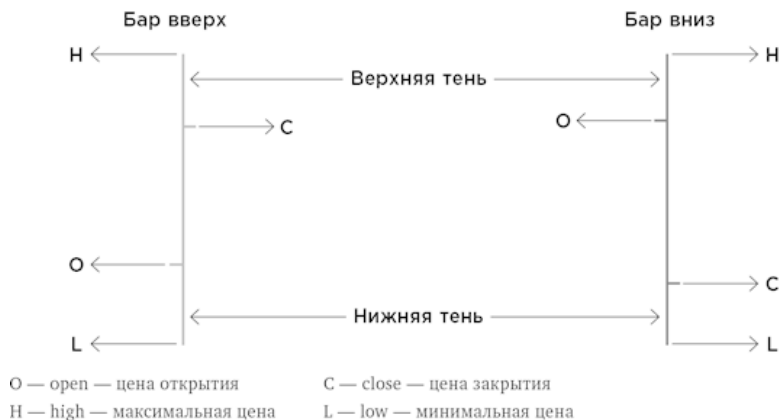 Бар вверх
Бар вниз
H
H
Верхняя тень
C
O
O
C
Нижняя тень
L
L
O — open — цена открытия
C — close — цена закрытия
H — high — максимальная цена
L — low — минимальная цена